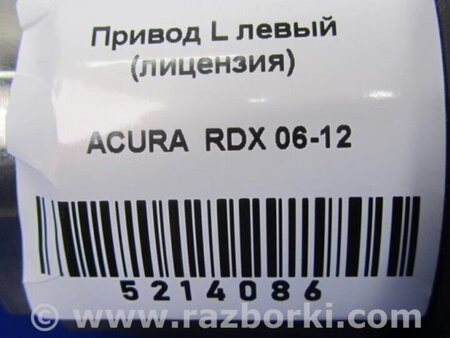 Привод L левый
(лицензия)
ACURA RDX 06-12
5214086
© www.razborki.com